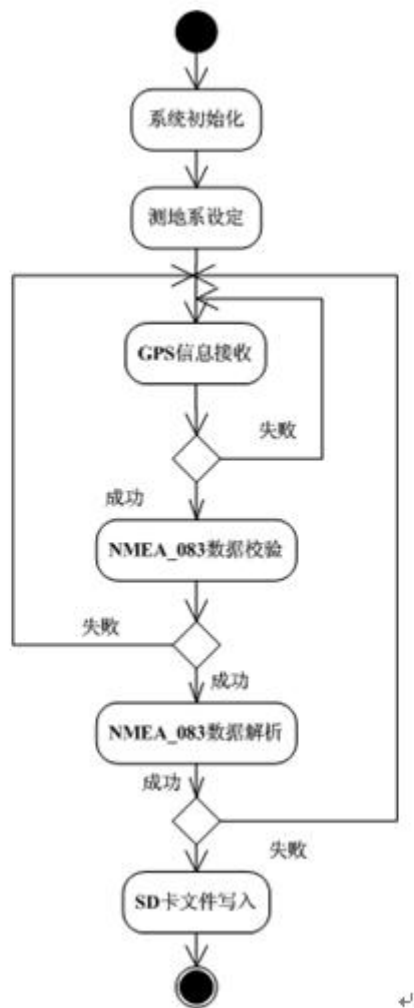 系统初始化
测地系设定
GPS信息接收
失败
成功
NMEA_083数据校验
失败
成功
NMEA_083数据解析
成功
失败
SD卡文件写入